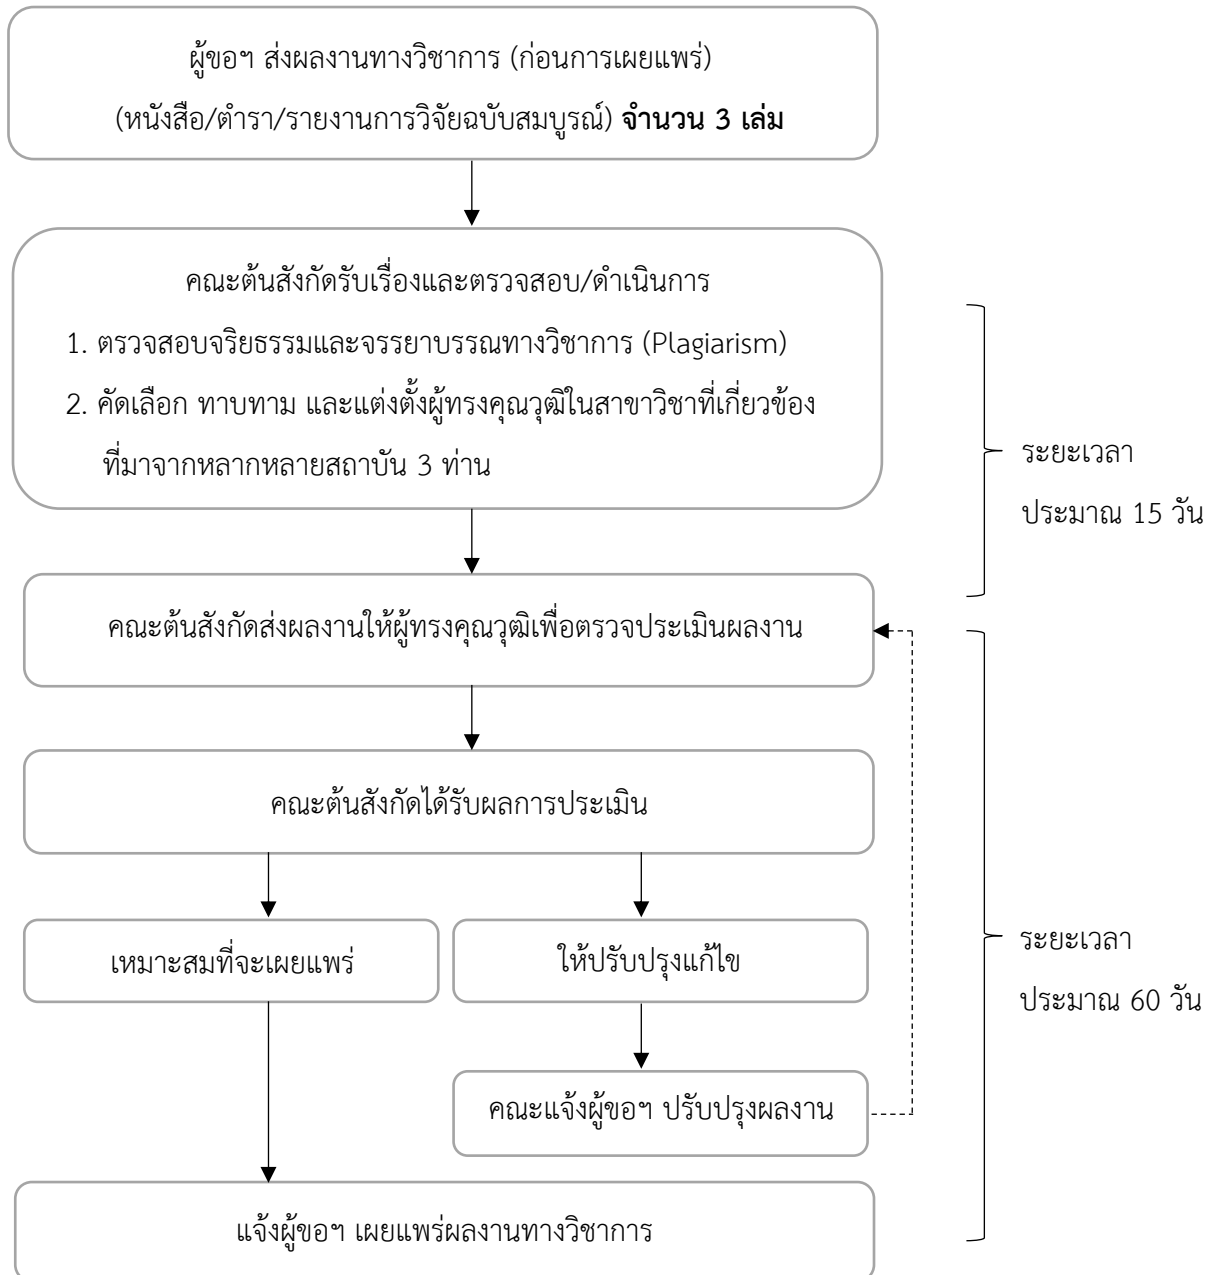 ผู้ขอฯ ส่งผลงานทางวิชาการ (ก่อนการเผยแพร่)
(หนังสือ/ตำรา/รายงานการวิจัยฉบับสมบูรณ์) จำนวน 3 เล่ม
คณะต้นสังกัดรับเรื่องและตรวจสอบ/ดำเนินการ
1. ตรวจสอบจริยธรรมและจรรยาบรรณทางวิชาการ (Plagiarism)
2. คัดเลือก ทาบทาม และแต่งตั้งผู้ทรงคุณวุฒิในสาขาวิชาที่เกี่ยวข้อง
ที่มาจากหลากหลายสถาบัน 3 ท่าน
ระยะเวลา
ประมาณ 15 วัน
คณะต้นสังกัดส่งผลงานให้ผู้ทรงคุณวุฒิเพื่อตรวจประเมินผลงาน
คณะต้นสังกัดได้รับผลการประเมิน
เหมาะสมที่จะเผยแพร่
ให้ปรับปรุงแก้ไข
ระยะเวลา
ประมาณ 60 วัน
คณะแจ้งผู้ขอฯ ปรับปรุงผลงาน
แจ้งผู้ขอฯ เผยแพร่ผลงานทางวิชาการ